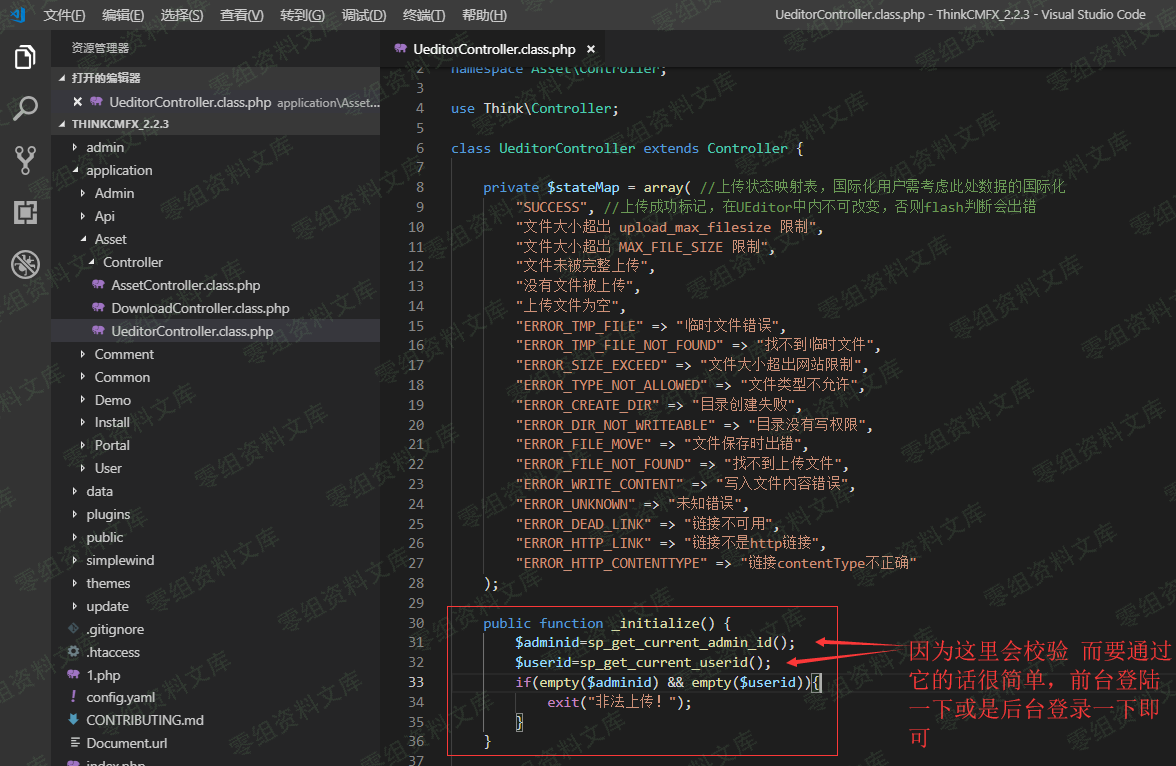 文件(F) 编辑(E) 选择(S) 查看(V) 转到(G) 调试(D) 终端(T) 帮助(H) UeditorController.class.php - ThinkCMFX_2.2.3 - Visual Studio Code
资源管理器
打开的编辑器
UeditorController.class.php application\Asset...
THINKCMFX_2.2.3
admin
application
Admin
Api
Asset
Controller
AssetController.class.php
DownloadController.class.php
UeditorController.class.php
Comment
Common
Demo
Install
Portal
User
data
plugins
public
simplewind
themes
update
.gitignore
.htaccess
1.php
config.yaml
CONTRIBUTING.md
Document.url
index.php
UeditorController.class.php ×
2 namespace Asset\Controller;
3
4 use Think\Controller;
5
6 class UeditorController extends Controller {
7
8 private $stateMap = array( //上传状态映射表，国际化用户需考虑此处数据的国际化
9 "SUCCESS", //上传成功标记，在UEditor中内不可改变，否则flash判断会出错
10 "文件大小超出 upload_max_filesize 限制",
11 "文件大小超出 MAX_FILE_SIZE 限制",
12 "文件未被完整上传",
13 "没有文件被上传",
14 "上传文件为空",
15 "ERROR_TMP_FILE" => "临时文件错误",
16 "ERROR_TMP_FILE_NOT_FOUND" => "找不到临时文件",
17 "ERROR_SIZE_EXCEED" => "文件大小超出网站限制",
18 "ERROR_TYPE_NOT_ALLOWED" => "文件类型不允许",
19 "ERROR_CREATE_DIR" => "目录创建失败",
20 "ERROR_DIR_NOT_WRITEABLE" => "目录没有写权限",
21 "ERROR_FILE_MOVE" => "文件保存时出错",
22 "ERROR_FILE_NOT_FOUND" => "找不到上传文件",
23 "ERROR_WRITE_CONTENT" => "写入文件内容错误",
24 "ERROR_UNKNOWN" => "未知错误",
25 "ERROR_DEAD_LINK" => "链接不可用",
26 "ERROR_HTTP_LINK" => "链接不是http链接",
27 "ERROR_HTTP_CONTENTTYPE" => "链接contentType不正确"
28 );
29
30 public function _initialize() {
31 $adminid=sp_get_current_admin_id();
32 $userid=sp_get_current_userid();
33 if(empty($adminid) && empty($userid)){
34 exit("非法上传！");
35 }
36 }
37
因为这里会校验 而要通过
它的话很简单，前台登陆
一下或是后台登录一下即
可
零组资料文库